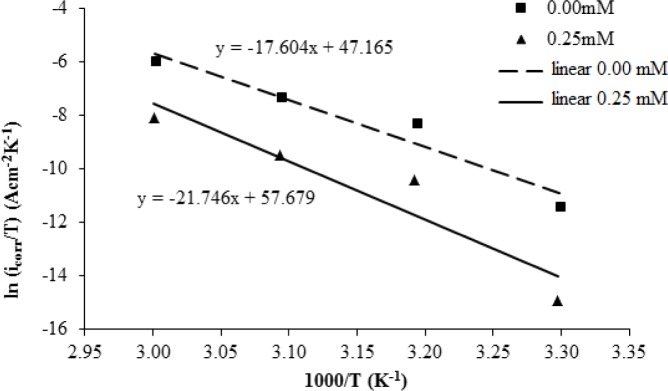 -4
-6
-8
-10
-12
-14
-16
ln (i_corr/T) (Acm⁻²K⁻¹)
2.95 3.00 3.05 3.10 3.15 3.20 3.25 3.30 3.35
1000/T (K⁻¹)
y = -17.604x + 47.165
y = -21.746x + 57.679
0.00mM
0.25mM
linear 0.00 mM
linear 0.25 mM